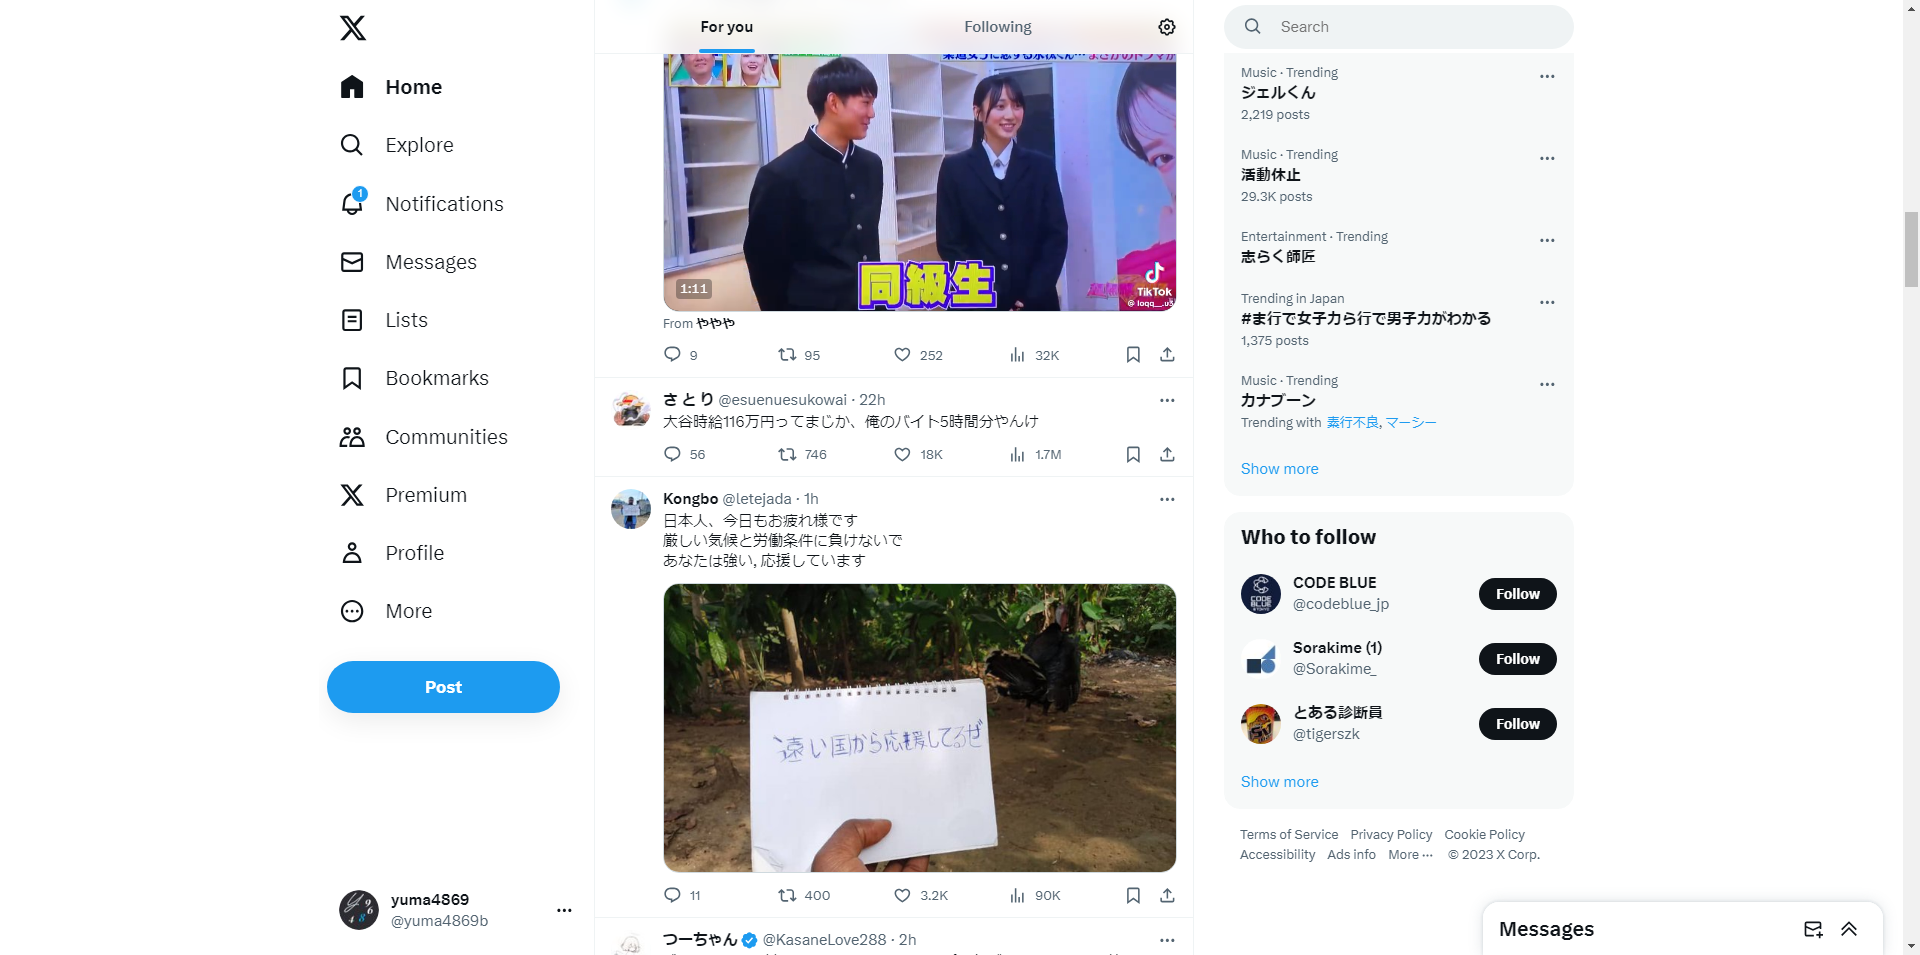 Home
Explore
1
Notifications
Messages
Lists
Bookmarks
Communities
Premium
Profile
More
Post
yuma4869
@yuma4869b
For you
Following
同級生
1:11
TikTok
From ややや
9 95 252 32K
さとり @esuenuesukowai · 22h
大谷時給116万円ってまじか、俺のバイト5時間分やんけ
56 746 18K 1.7M
Kongbo @letejada · 1h
日本人、今日もお疲れ様です
厳しい気候と労働条件に負けないで
あなたは強い, 応援しています
遠い国から応援してるぜ
11 400 3.2K 90K
つーちゃん @KasaneLove288 · 2h
Search
Music · Trending
ジェルくん
2,219 posts
Music · Trending
活動休止
29.3K posts
Entertainment · Trending
志らく師匠
Trending in Japan
#ま行で女子力ら行で男子力がわかる
1,375 posts
Music · Trending
カナブーン
Trending with 素行不良, マーシー
Show more
Who to follow
CODE BLUE
@codeblue_jp
Follow
Sorakime (1)
@Sorakime_
Follow
とある診断員
@tigerszk
Follow
Show more
Terms of Service Privacy Policy Cookie Policy
Accessibility Ads info More ··· © 2023 X Corp.
Messages